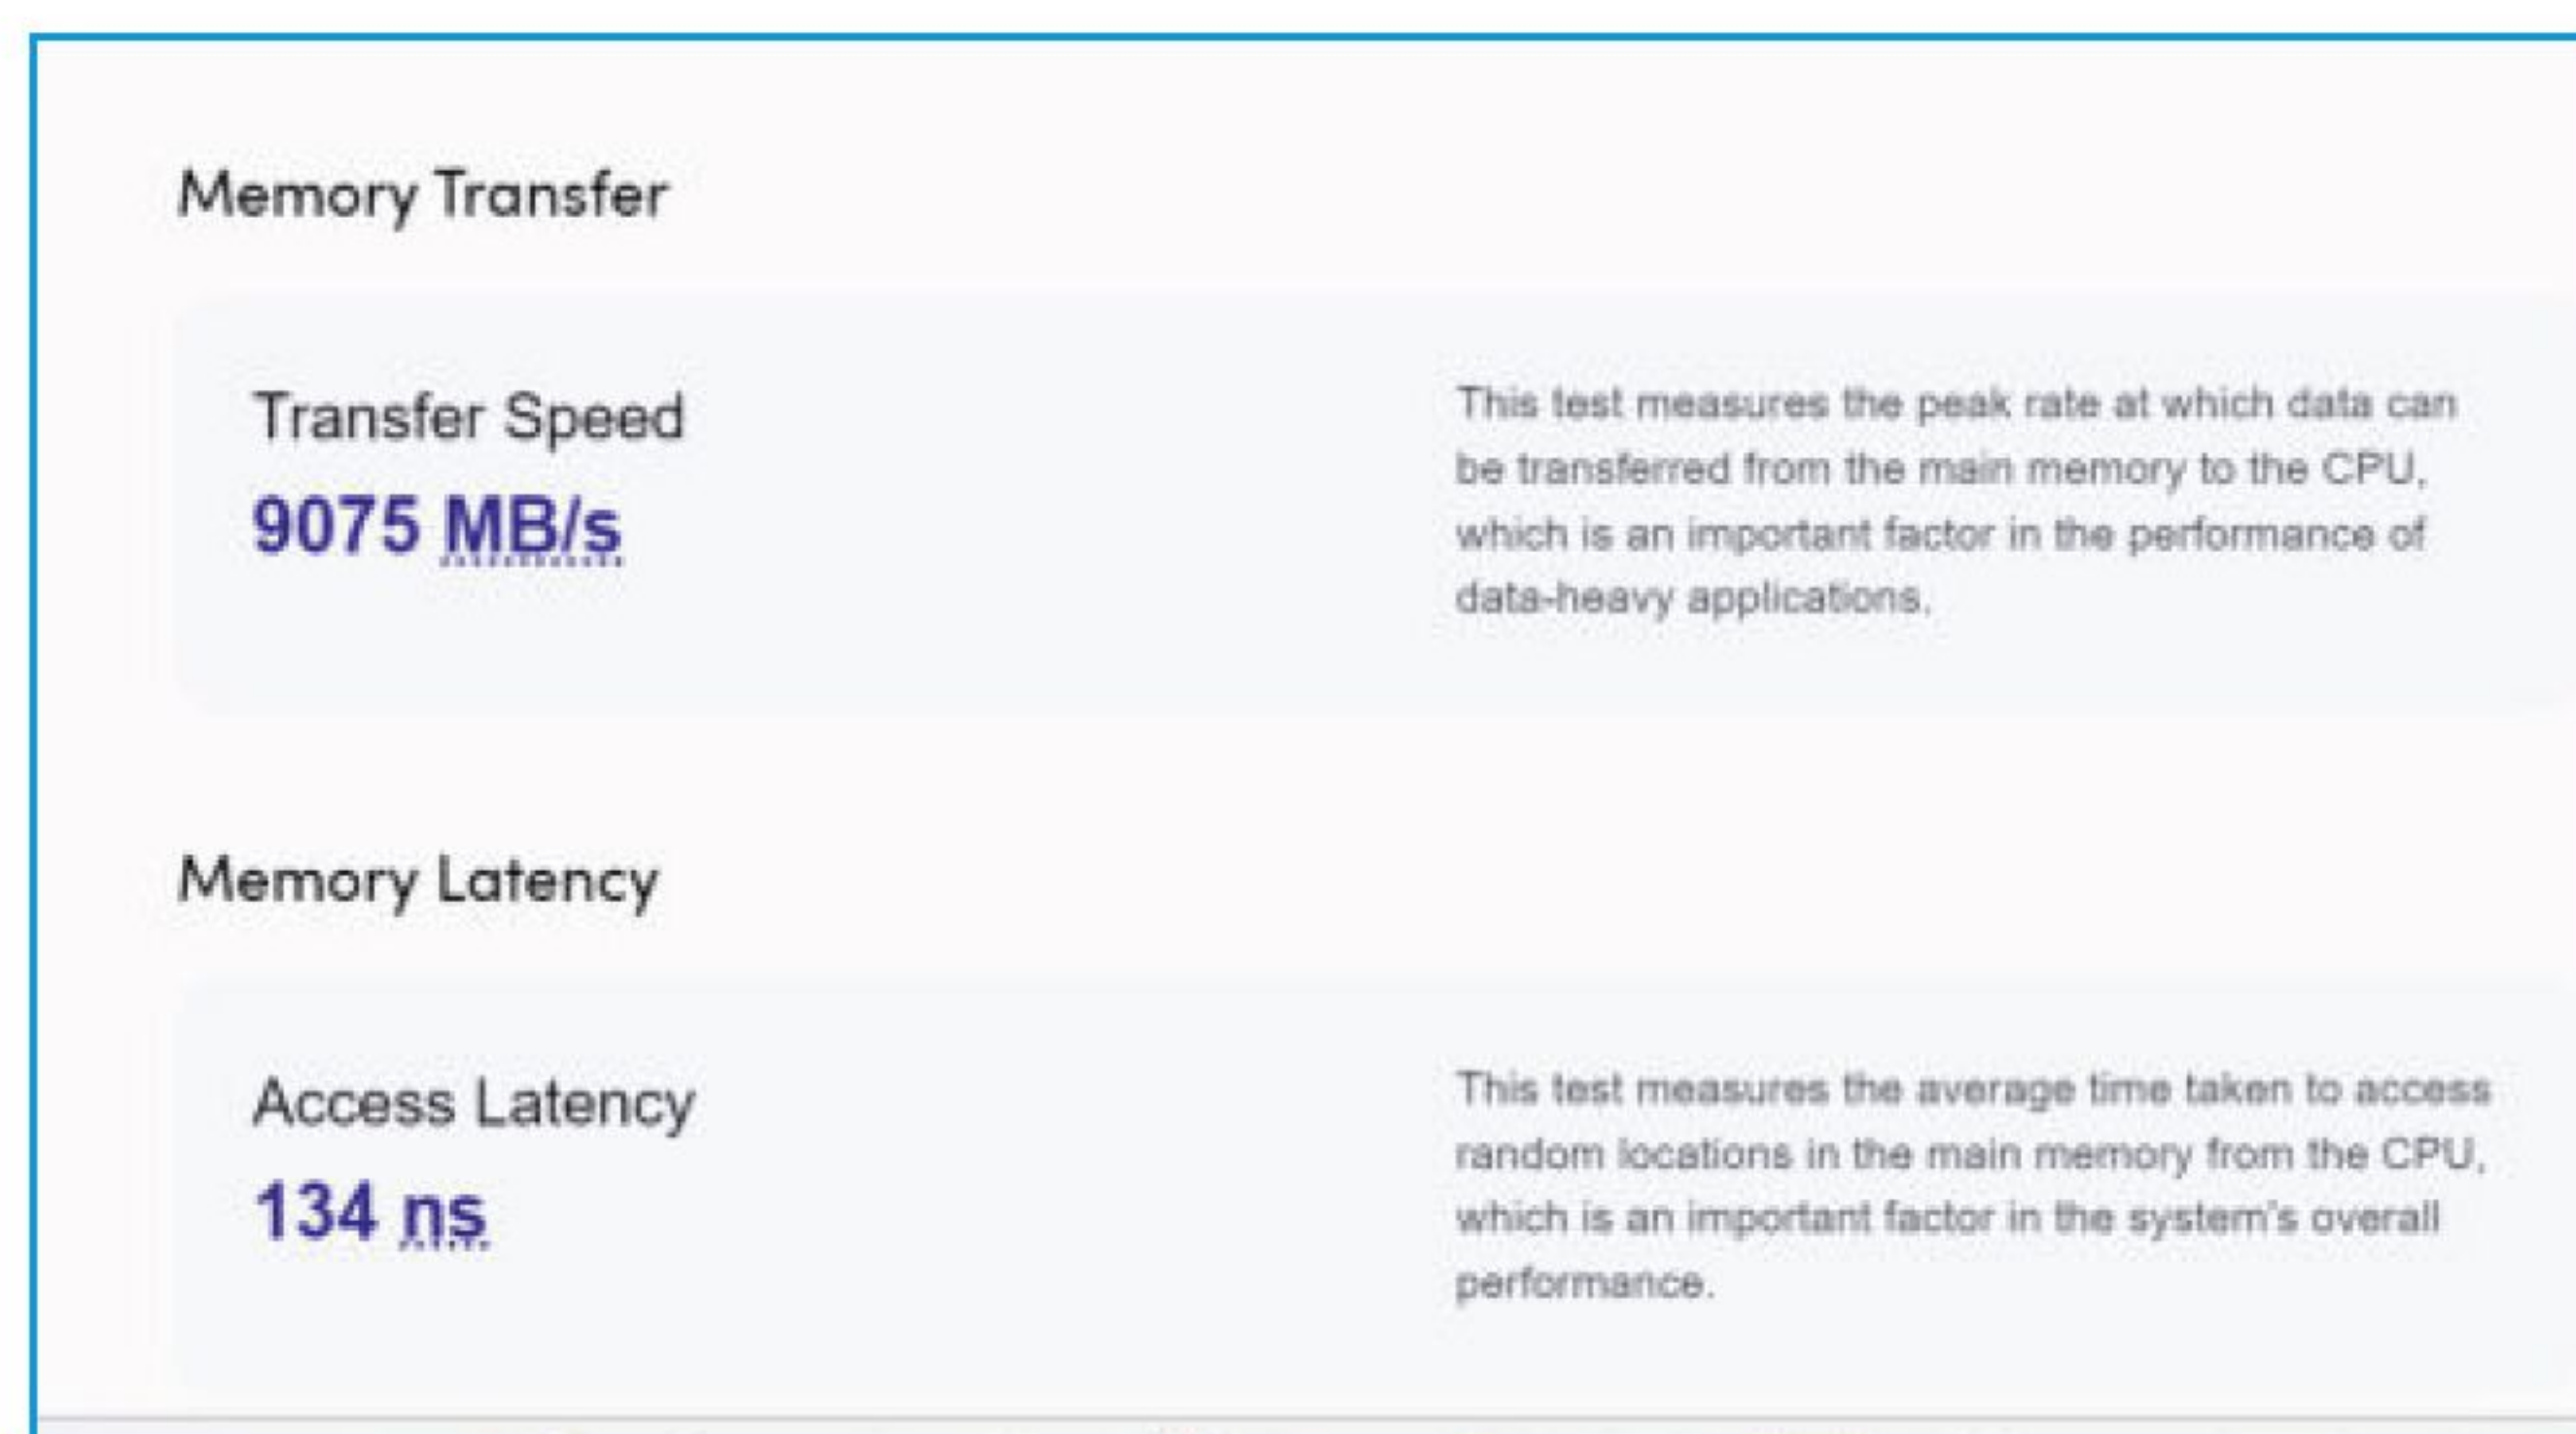 Memory Transfer
Transfer Speed
9075 MB/s
This test measures the peak rate at which data can
be transferred from the main memory to the CPU,
which is an important factor in the performance of
data-heavy applications.
Memory Latency
Access Latency
134 ns
This test measures the average time taken to access
random locations in the main memory from the CPU,
which is an important factor in the system's overall
performance.